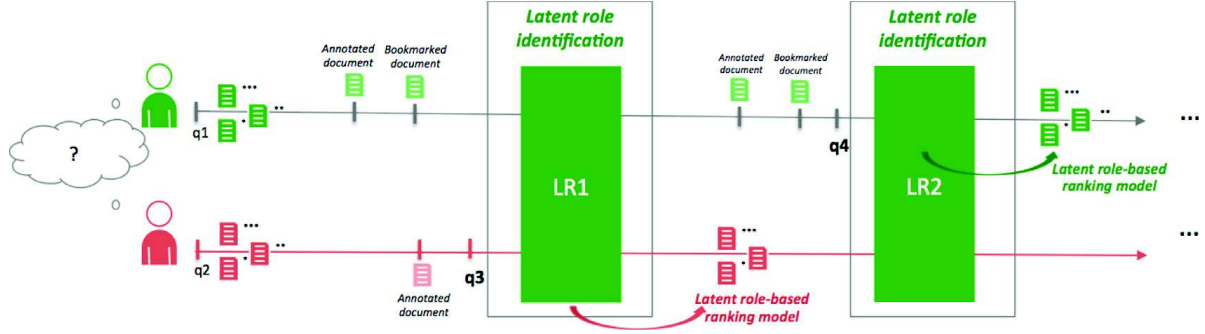 Latent role
identification
Latent role
identification
Annotated
document
Bookmarked
document
Annotated
document
Bookmarked
document
...
..
.
...
..
.
q1
q4
...
?
LR1
LR2
Latent role-based
ranking model
...
..
.
...
..
.
...
q2
q3
Annotated
document
Latent role-based
ranking model